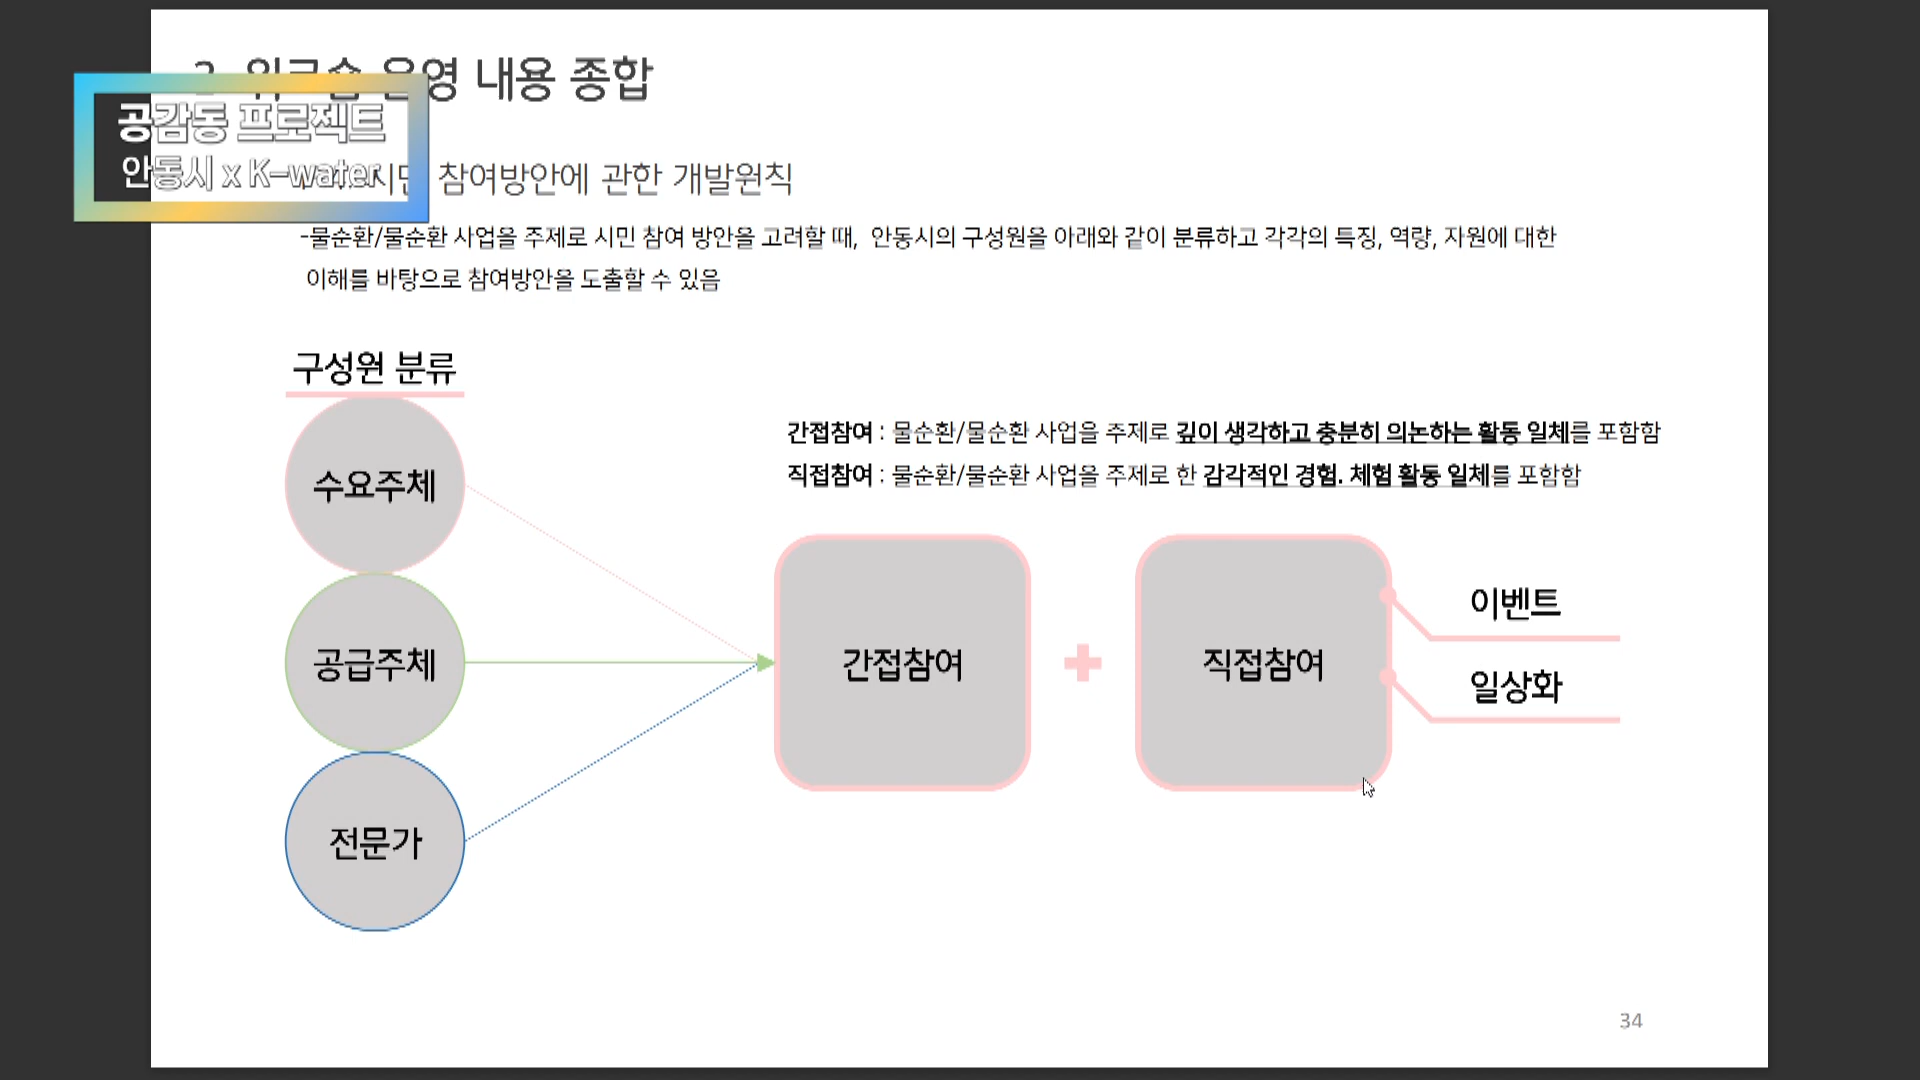 운영 내용 종합
공감동 프로젝트
안동시 x K-water
참여방안에 관한 개발원칙
-물순환/물순환 사업을 주제로 시민 참여 방안을 고려할 때, 안동시의 구성원을 아래와 같이 분류하고 각각의 특징, 역량, 자원에 대한
이해를 바탕으로 참여방안을 도출할 수 있음
구성원 분류
간접참여 : 물순환/물순환 사업을 주제로 깊이 생각하고 충분히 의논하는 활동 일체를 포함함
직접참여 : 물순환/물순환 사업을 주제로 한 감각적인 경험. 체험 활동 일체를 포함함
수요주체
공급주체
전문가
간접참여
직접참여
이벤트
일상화
34